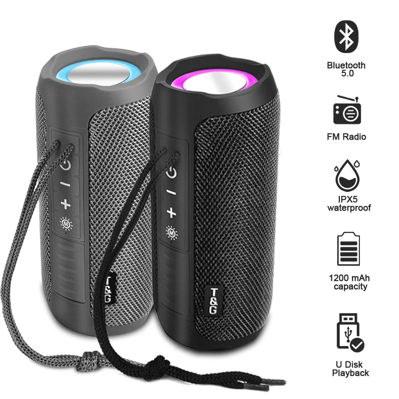 Bluetooth
5.0
FM Radio
IPX5
waterproof
1200 mAh
capacity
U Disk
Playback
T&G
T&G